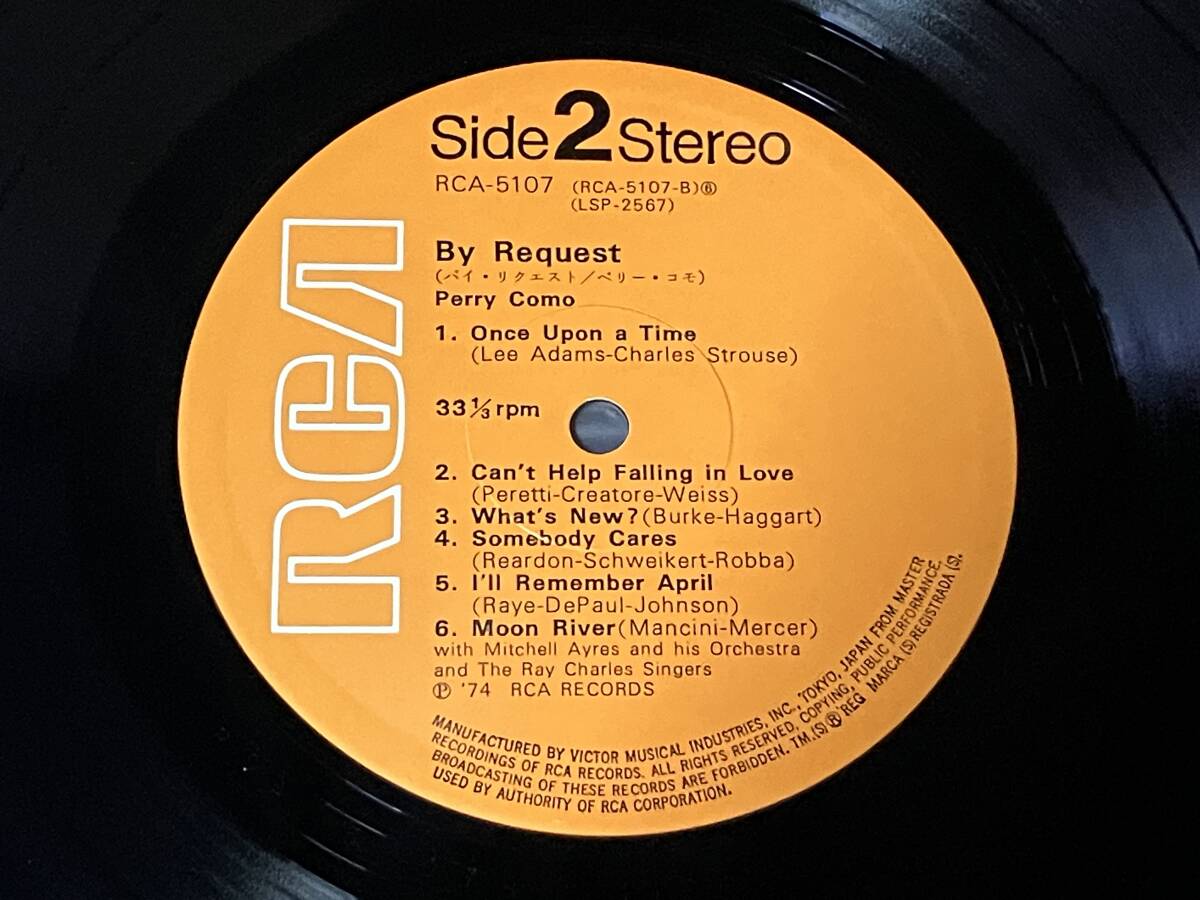 Side 2 Stereo
RCA-5107 (RCA-5107-B)⑥
(LSP-2567)
RCA
By Request
(バイ・リクエスト/ペリー・コモ)
Perry Como
1. Once Upon a Time
(Lee Adams-Charles Strouse)
33 1/3 rpm
2. Can't Help Falling in Love
(Peretti-Creatore-Weiss)
3. What's New? (Burke-Haggart)
4. Somebody Cares
(Reardon-Schweikert-Robba)
5. I'll Remember April
(Raye-DePaul-Johnson)
6. Moon River (Mancini-Mercer)
with Mitchell Ayres and his Orchestra
and The Ray Charles Singers
Ⓟ '74 RCA RECORDS
MANUFACTURED BY VICTOR MUSICAL INDUSTRIES, INC., TOKYO, JAPAN FROM MASTER
RECORDINGS OF RCA RECORDS. ALL RIGHTS RESERVED. COPYING, PUBLIC PERFORMANCE,
BROADCASTING OF THESE RECORDS ARE FORBIDDEN. TM.(S)® REG MARCA (S) REGISTRADA (S).
USED BY AUTHORITY OF RCA CORPORATION.